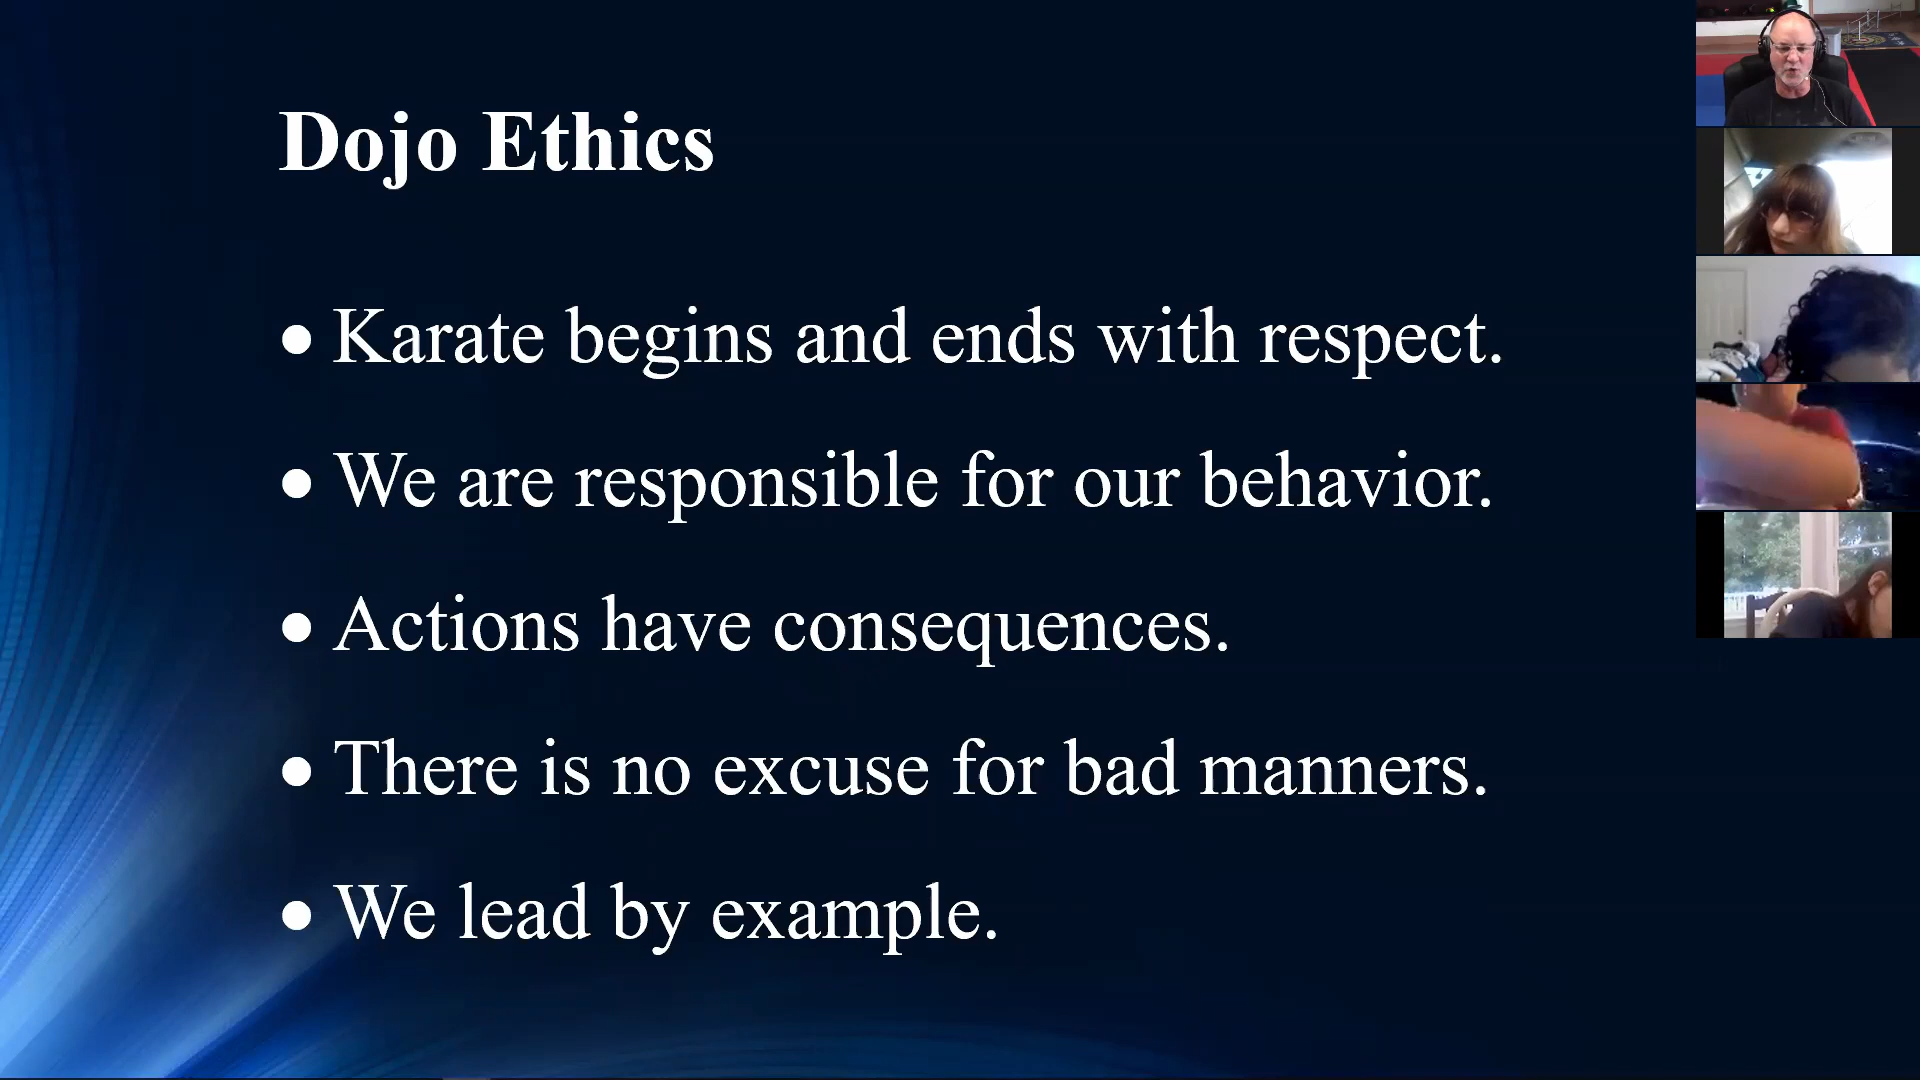 Dojo Ethics
• Karate begins and ends with respect.
• We are responsible for our behavior.
• Actions have consequences.
• There is no excuse for bad manners.
• We lead by example.